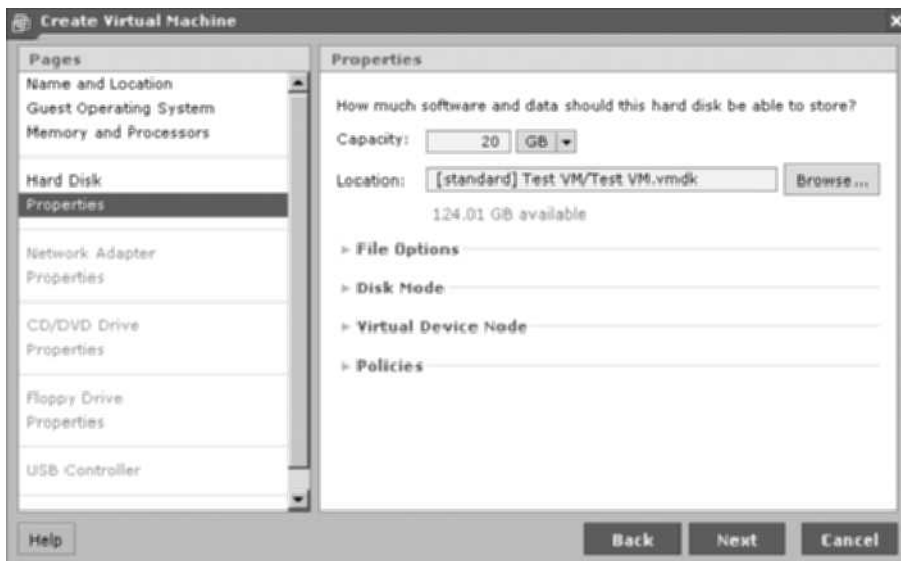 Create Virtual Machine
Pages
Name and Location
Guest Operating System
Memory and Processors
Hard Disk
Properties
Network Adapter
Properties
CD/DVD Drive
Properties
Floppy Drive
Properties
USB Controller
Properties
How much software and data should this hard disk be able to store?
Capacity: 20 GB
Location: [standard] Test VM/Test VM.vmdk Browse...
124.01 GB available
File Options
Disk Mode
Virtual Device Node
Policies
Help Back Next Cancel